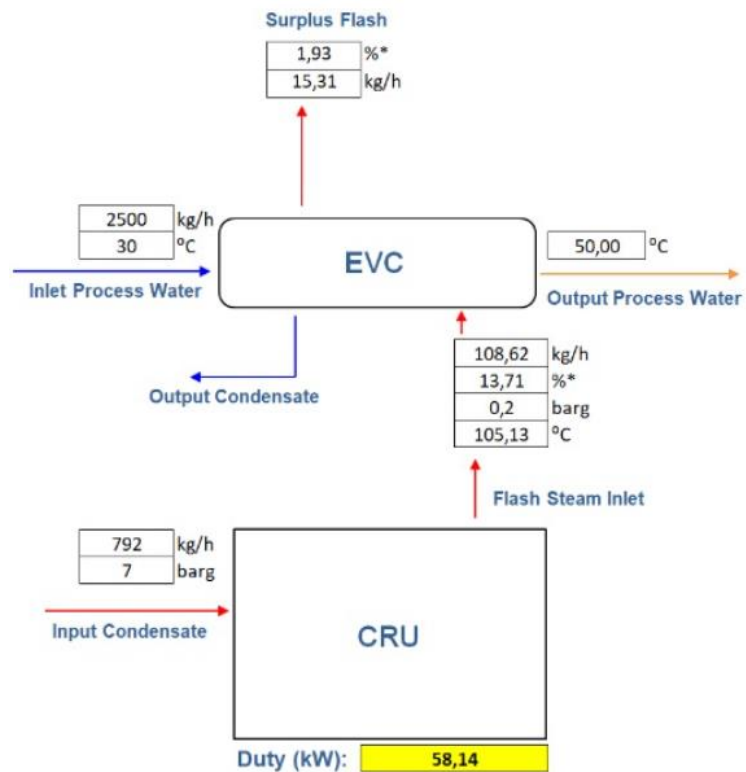 Surplus Flash
1,93 %*
15,31 kg/h
2500 kg/h
30 ºC
Inlet Process Water
EVC
50,00 ºC
Output Process Water
Output Condensate
108,62 kg/h
13,71 %*
0,2 barg
105,13 ºC
Flash Steam Inlet
792 kg/h
7 barg
Input Condensate
CRU
Duty (kW): 58,14